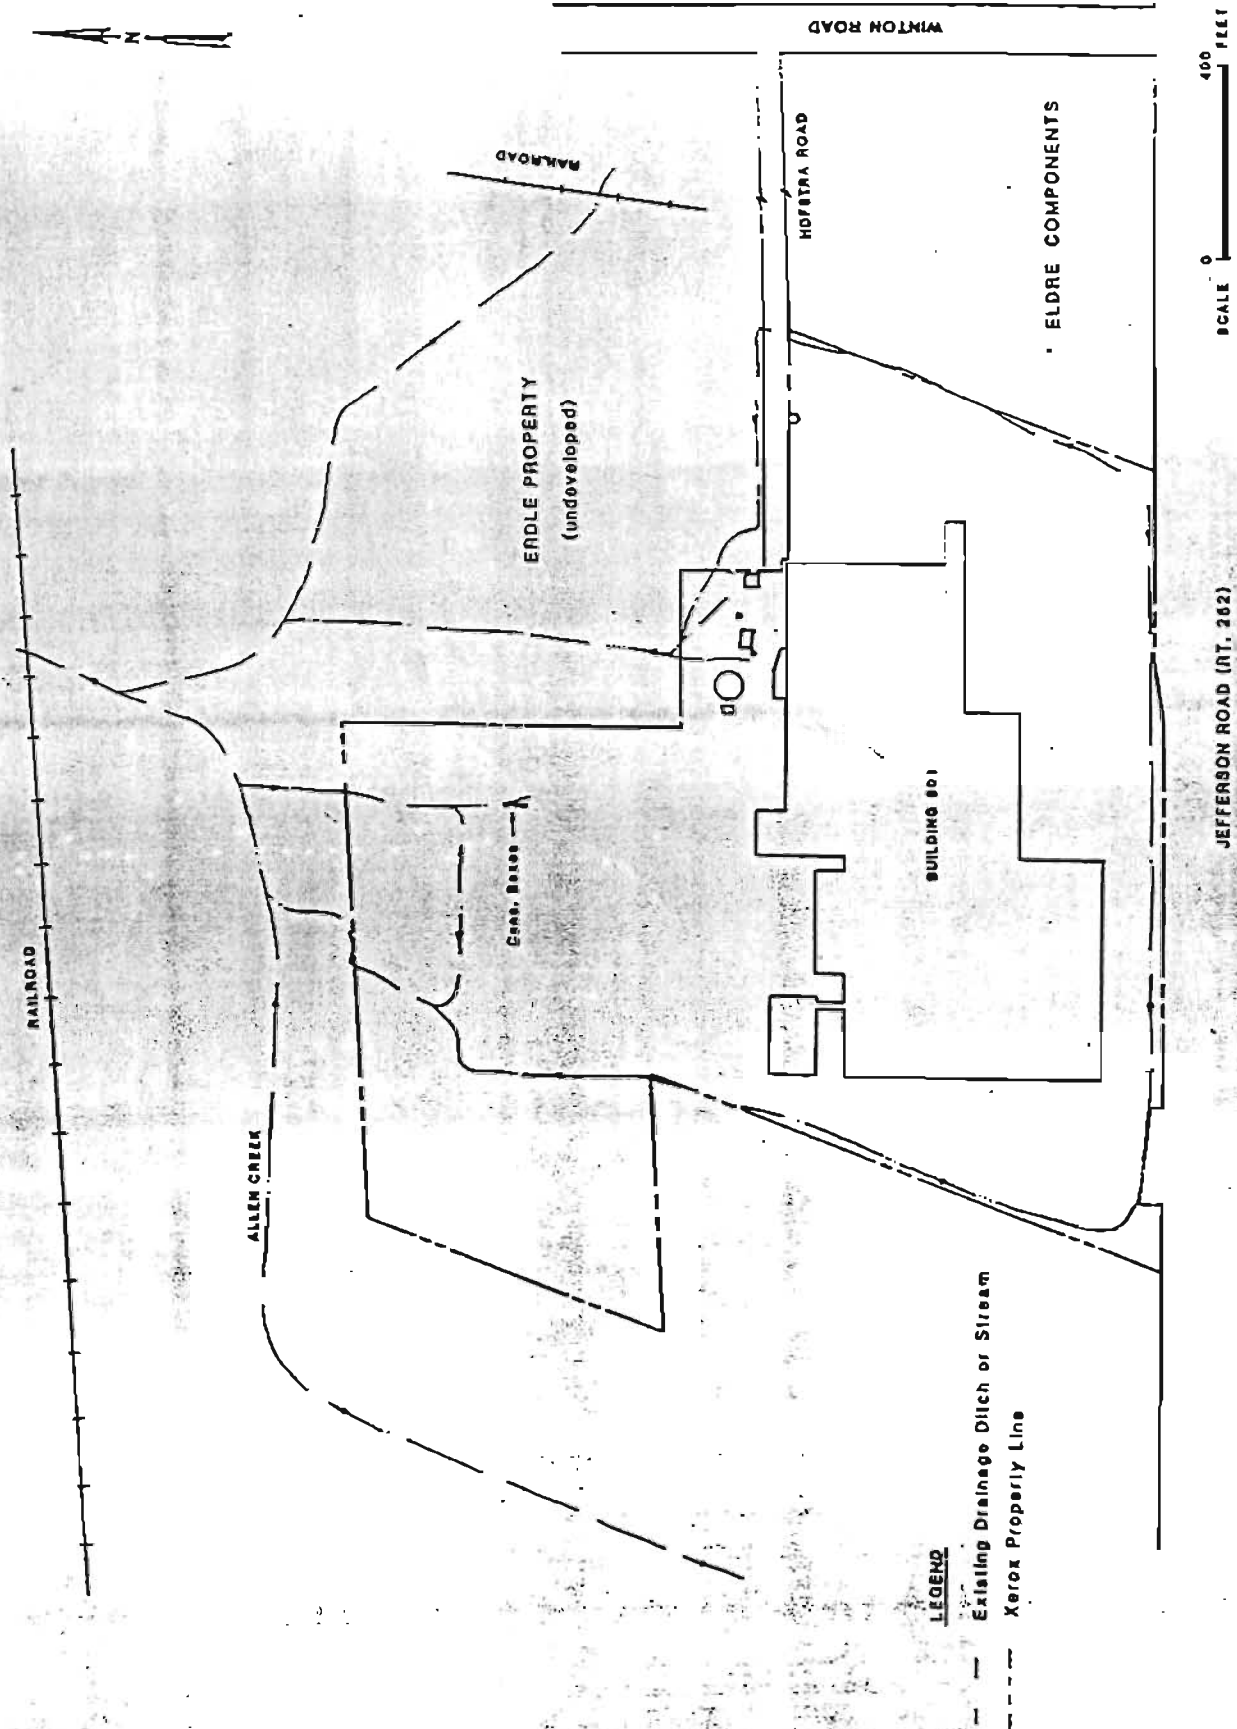 N
RAILROAD
ALLEN CREEK
RAILROAD
WINTON ROAD
HOFSTRA ROAD
ERDLE PROPERTY
(undeveloped)
ELDRE COMPONENTS
BUILDING 801
JEFFERSON ROAD (RT. 252)
LEGEND
Existing Drainage Ditch or Stream
Xerox Property Line
SCALE 0 400 FEET